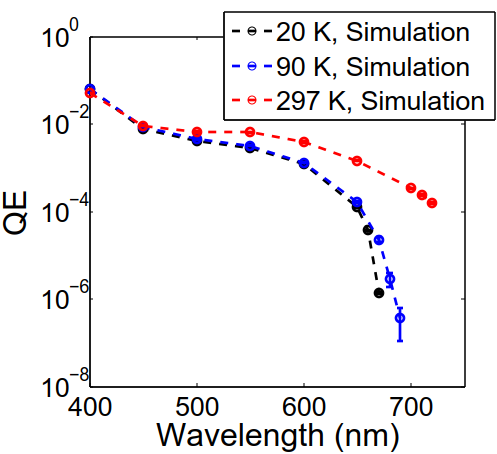 20 K, Simulation
90 K, Simulation
297 K, Simulation
10^0
10^-2
10^-4
10^-6
10^-8
QE
400 500 600 700
Wavelength (nm)